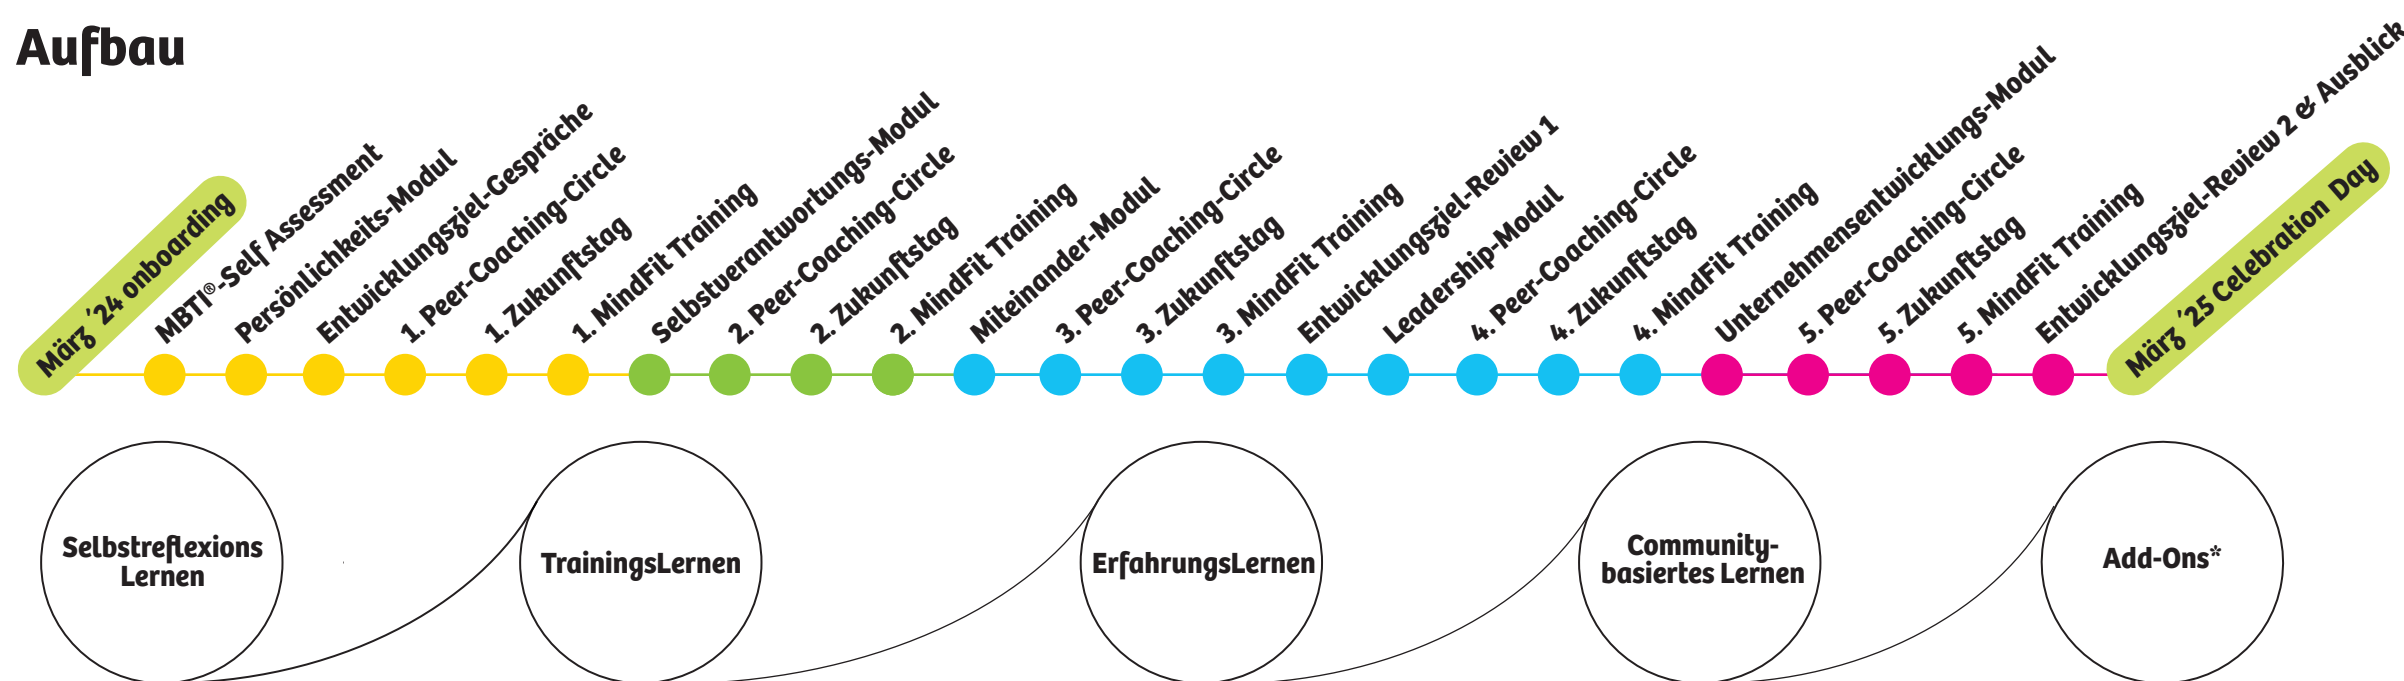 Aufbau
März ’24 onboarding
MBTI®-Self Assessment
Persönlichkeits-Modul
Entwicklungsziel-Gespräche
1. Peer-Coaching-Circle
1. Zukunftstag
1. MindFit Training
Selbstverantwortungs-Modul
2. Peer-Coaching-Circle
2. Zukunftstag
2. MindFit Training
Miteinander-Modul
3. Peer-Coaching-Circle
3. Zukunftstag
3. MindFit Training
Entwicklungsziel-Review 1
Leadership-Modul
4. Peer-Coaching-Circle
4. Zukunftstag
4. MindFit Training
Unternehmensentwicklungs-Modul
5. Peer-Coaching-Circle
5. Zukunftstag
5. MindFit Training
Entwicklungsziel-Review 2 & Ausblick
März ’25 Celebration Day
Selbstreflexions
Lernen
TrainingsLernen
ErfahrungsLernen
Community-
basiertes Lernen
Add-Ons*